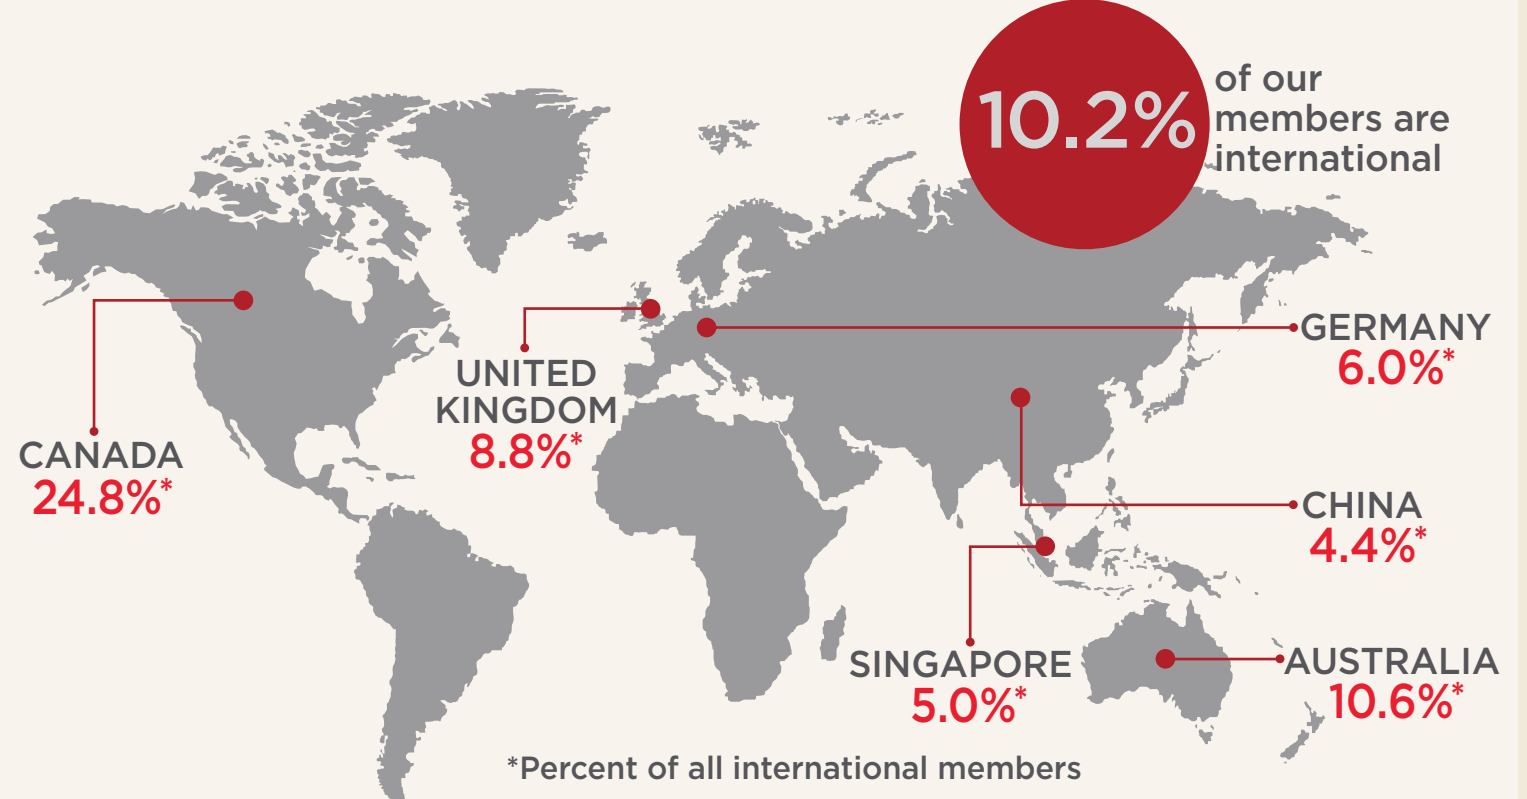 10.2%
of our
members are
international
GERMANY
6.0%*
UNITED
KINGDOM
8.8%*
CANADA
24.8%*
CHINA
4.4%*
SINGAPORE
5.0%*
AUSTRALIA
10.6%*
*Percent of all international members